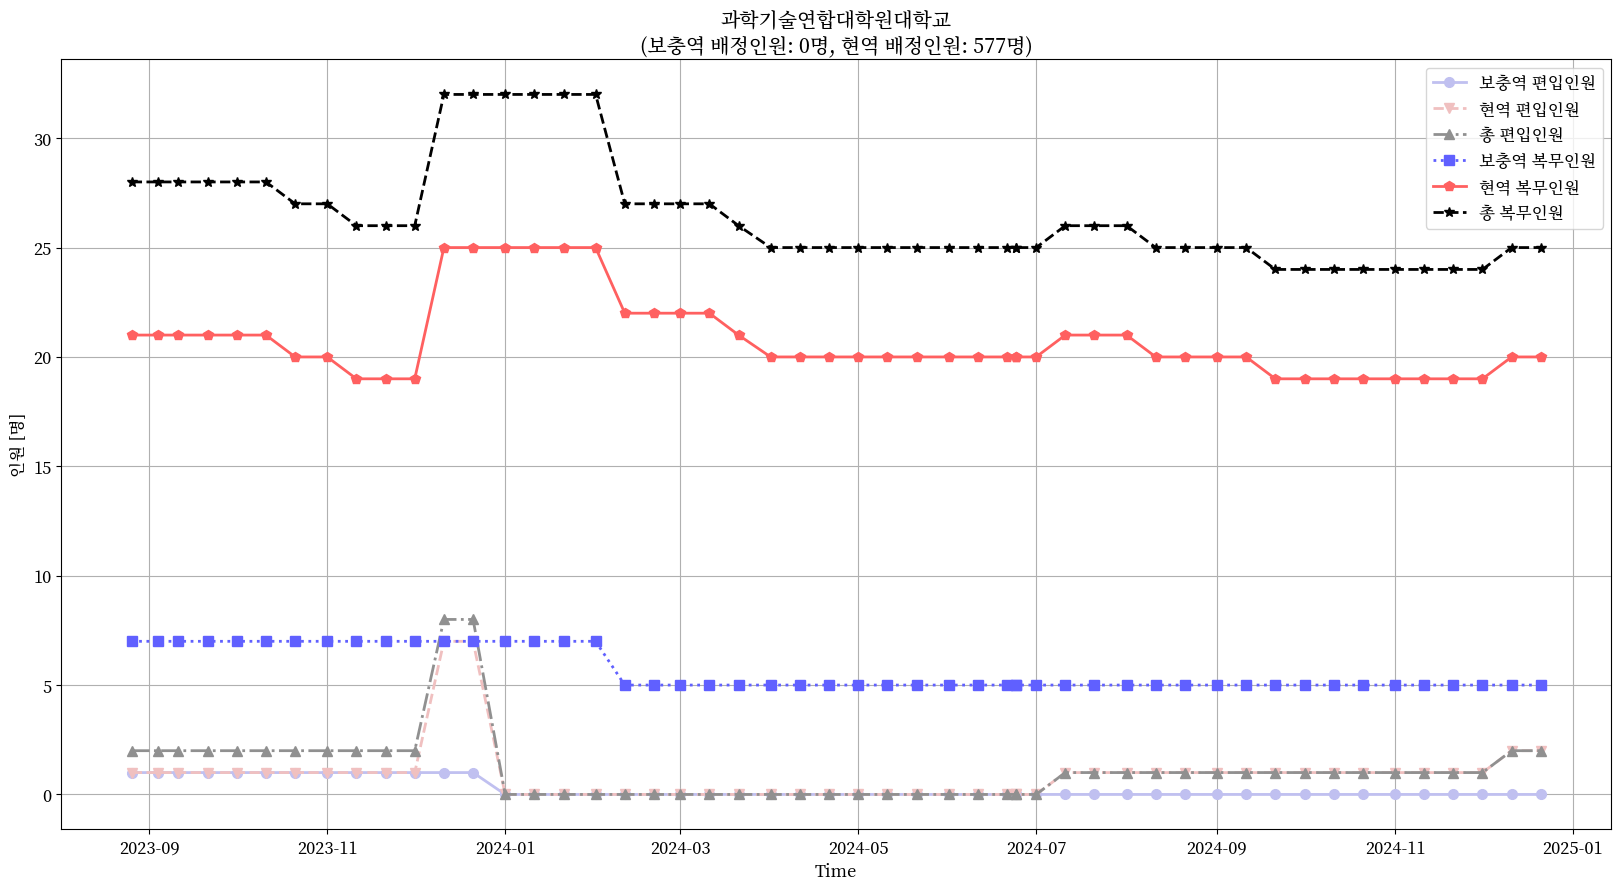 과학기술연합대학원대학교
(보충역 배정인원: 0명, 현역 배정인원: 577명)
보충역 편입인원
현역 편입인원
총 편입인원
보충역 복무인원
현역 복무인원
총 복무인원
인원 [명]
30
25
20
15
10
5
0
2023-09
2023-11
2024-01
2024-03
2024-05
2024-07
2024-09
2024-11
2025-01
Time